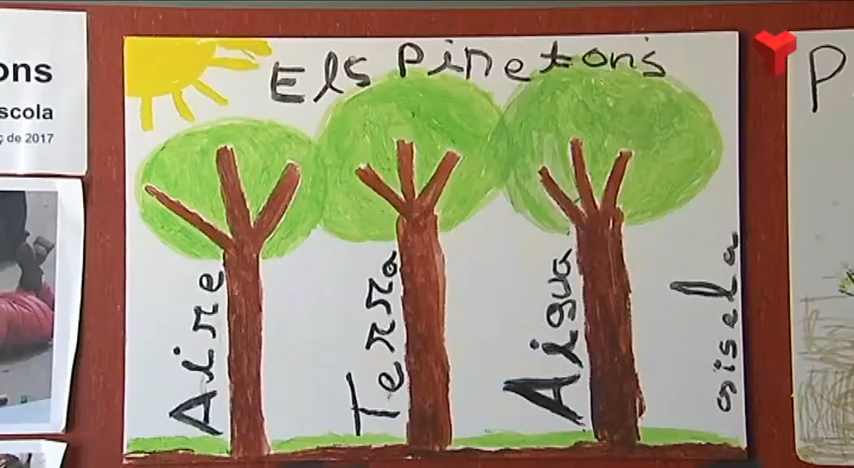 ons
scola
ç de 2017
Els Pinetons
Aire
Terra
Aigua
gisela
P